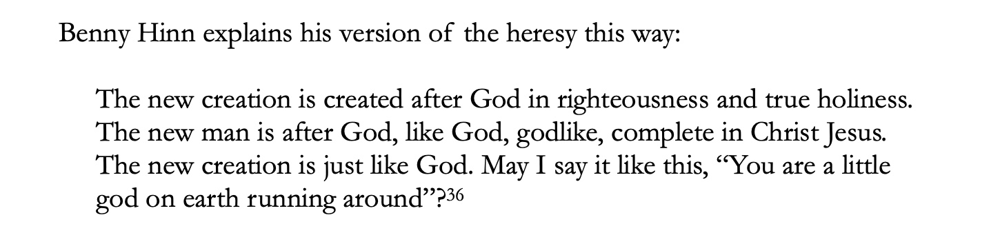 Benny Hinn explains his version of the heresy this way:
The new creation is created after God in righteousness and true holiness.
The new man is after God, like God, godlike, complete in Christ Jesus.
The new creation is just like God. May I say it like this, “You are a little
god on earth running around”?36